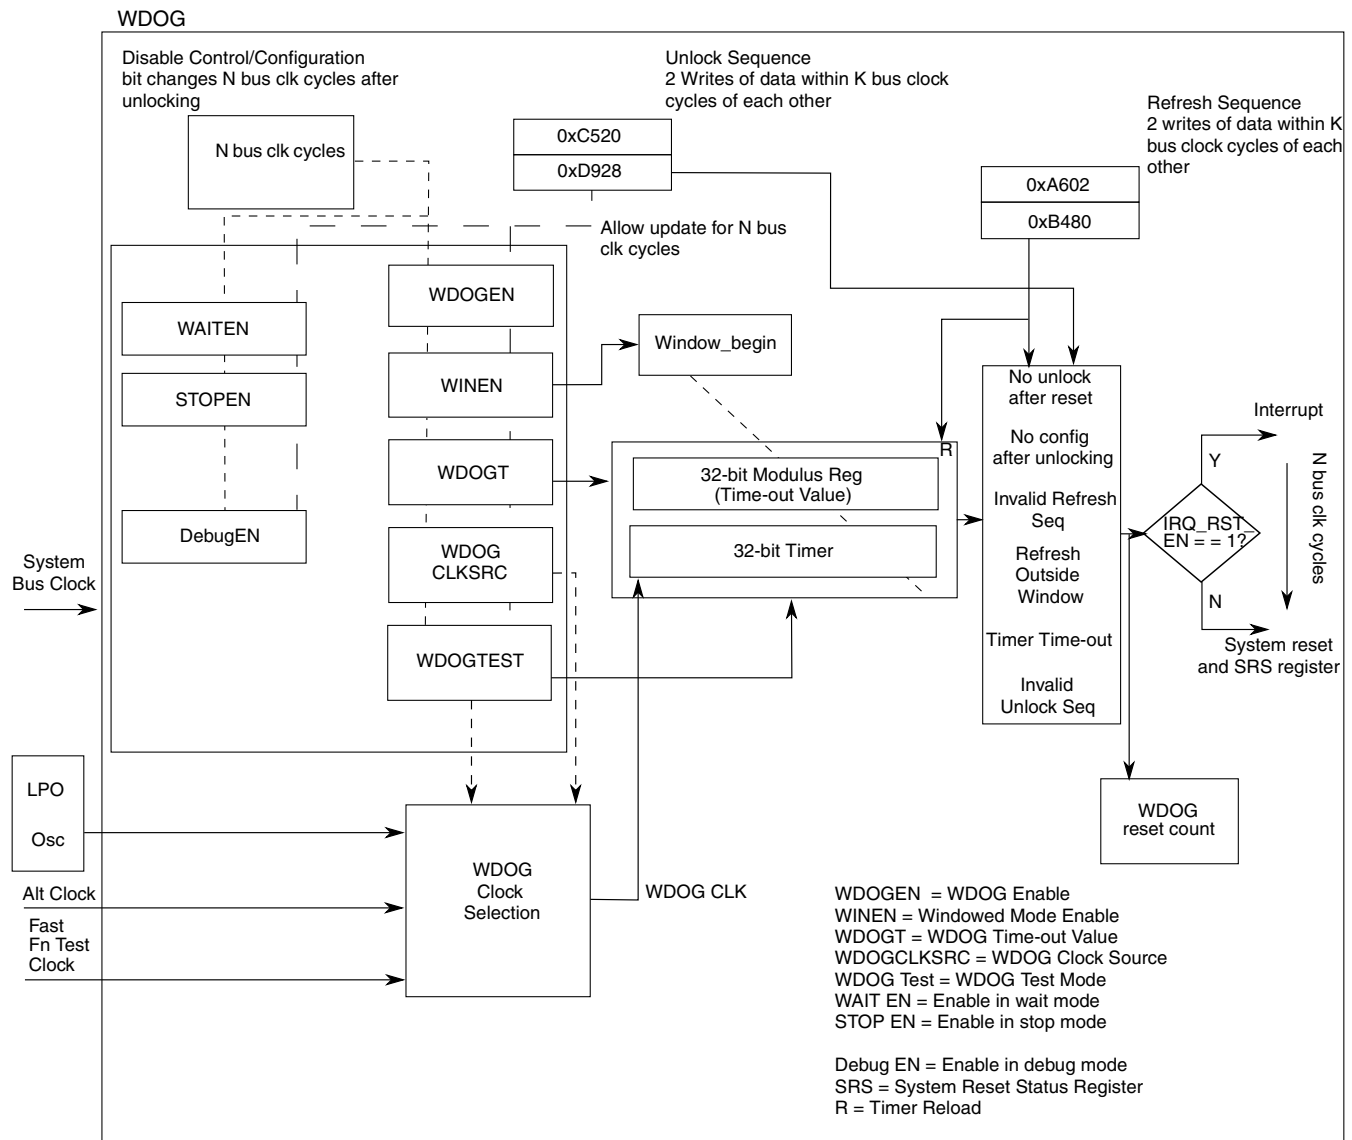 WDOG
Disable Control/Configuration
bit changes N bus clk cycles after
unlocking
N bus clk cycles
Unlock Sequence
2 Writes of data within K bus clock
cycles of each other
0xC520
0xD928
Allow update for N bus
clk cycles
Refresh Sequence
2 writes of data within K
bus clock cycles of each
other
0xA602
0xB480
WDOGEN
WAITEN
WINEN
STOPEN
WDOGT
DebugEN
WDOG
CLKSRC
WDOGTEST
System
Bus Clock
Window_begin
R
32-bit Modulus Reg
(Time-out Value)
32-bit Timer
No unlock
after reset
No config
after unlocking
Invalid Refresh
Seq
Refresh
Outside
Window
Timer Time-out
Invalid
Unlock Seq
Interrupt
Y
IRQ_RST_
EN = = 1?
N
N bus clk cycles
System reset
and SRS register
WDOG
reset count
LPO
Osc
Alt Clock
Fast
Fn Test
Clock
WDOG
Clock
Selection
WDOG CLK
WDOGEN = WDOG Enable
WINEN = Windowed Mode Enable
WDOGT = WDOG Time-out Value
WDOGCLKSRC = WDOG Clock Source
WDOG Test = WDOG Test Mode
WAIT EN = Enable in wait mode
STOP EN = Enable in stop mode
Debug EN = Enable in debug mode
SRS = System Reset Status Register
R = Timer Reload